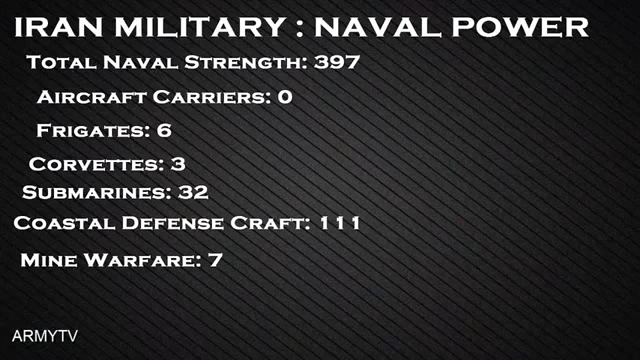 IRAN MILITARY : NAVAL POWER
TOTAL NAVAL STRENGTH: 397
AIRCRAFT CARRIERS: 0
FRIGATES: 6
CORVETTES: 3
SUBMARINES: 32
COASTAL DEFENSE CRAFT: 111
MINE WARFARE: 7
ARMYTV